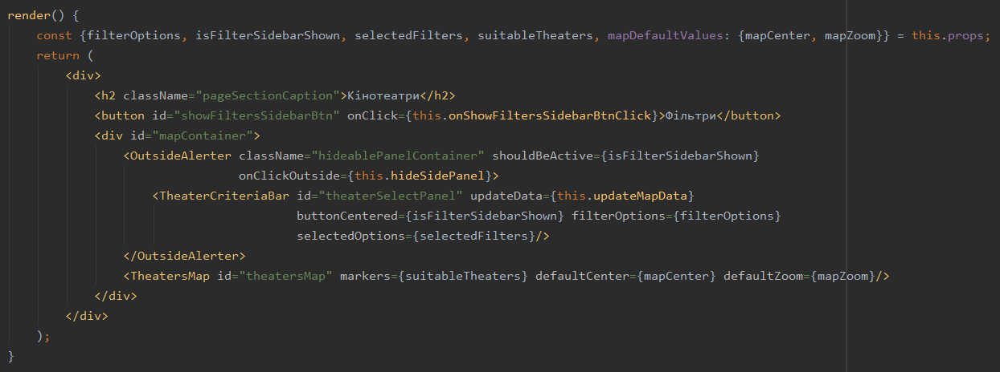 render() {
const {filterOptions, isFilterSidebarShown, selectedFilters, suitableTheaters, mapDefaultValues: {mapCenter, mapZoom}} = this.props;
return (
<div>
<h2 className="pageSectionCaption">Кінотеатри</h2>
<button id="showFiltersSidebarBtn" onClick={this.onShowFiltersSidebarBtnClick}>Фільтри</button>
<div id="mapContainer">
<OutsideAlerter className="hideablePanelContainer" shouldBeActive={isFilterSidebarShown}
onClickOutside={this.hideSidePanel}>
<TheaterCriteriaBar id="theaterSelectPanel" updateData={this.updateMapData}
buttonCentered={isFilterSidebarShown} filterOptions={filterOptions}
selectedOptions={selectedFilters}/>
</OutsideAlerter>
<TheatersMap id="theatersMap" markers={suitableTheaters} defaultCenter={mapCenter} defaultZoom={mapZoom}/>
</div>
</div>
);
}